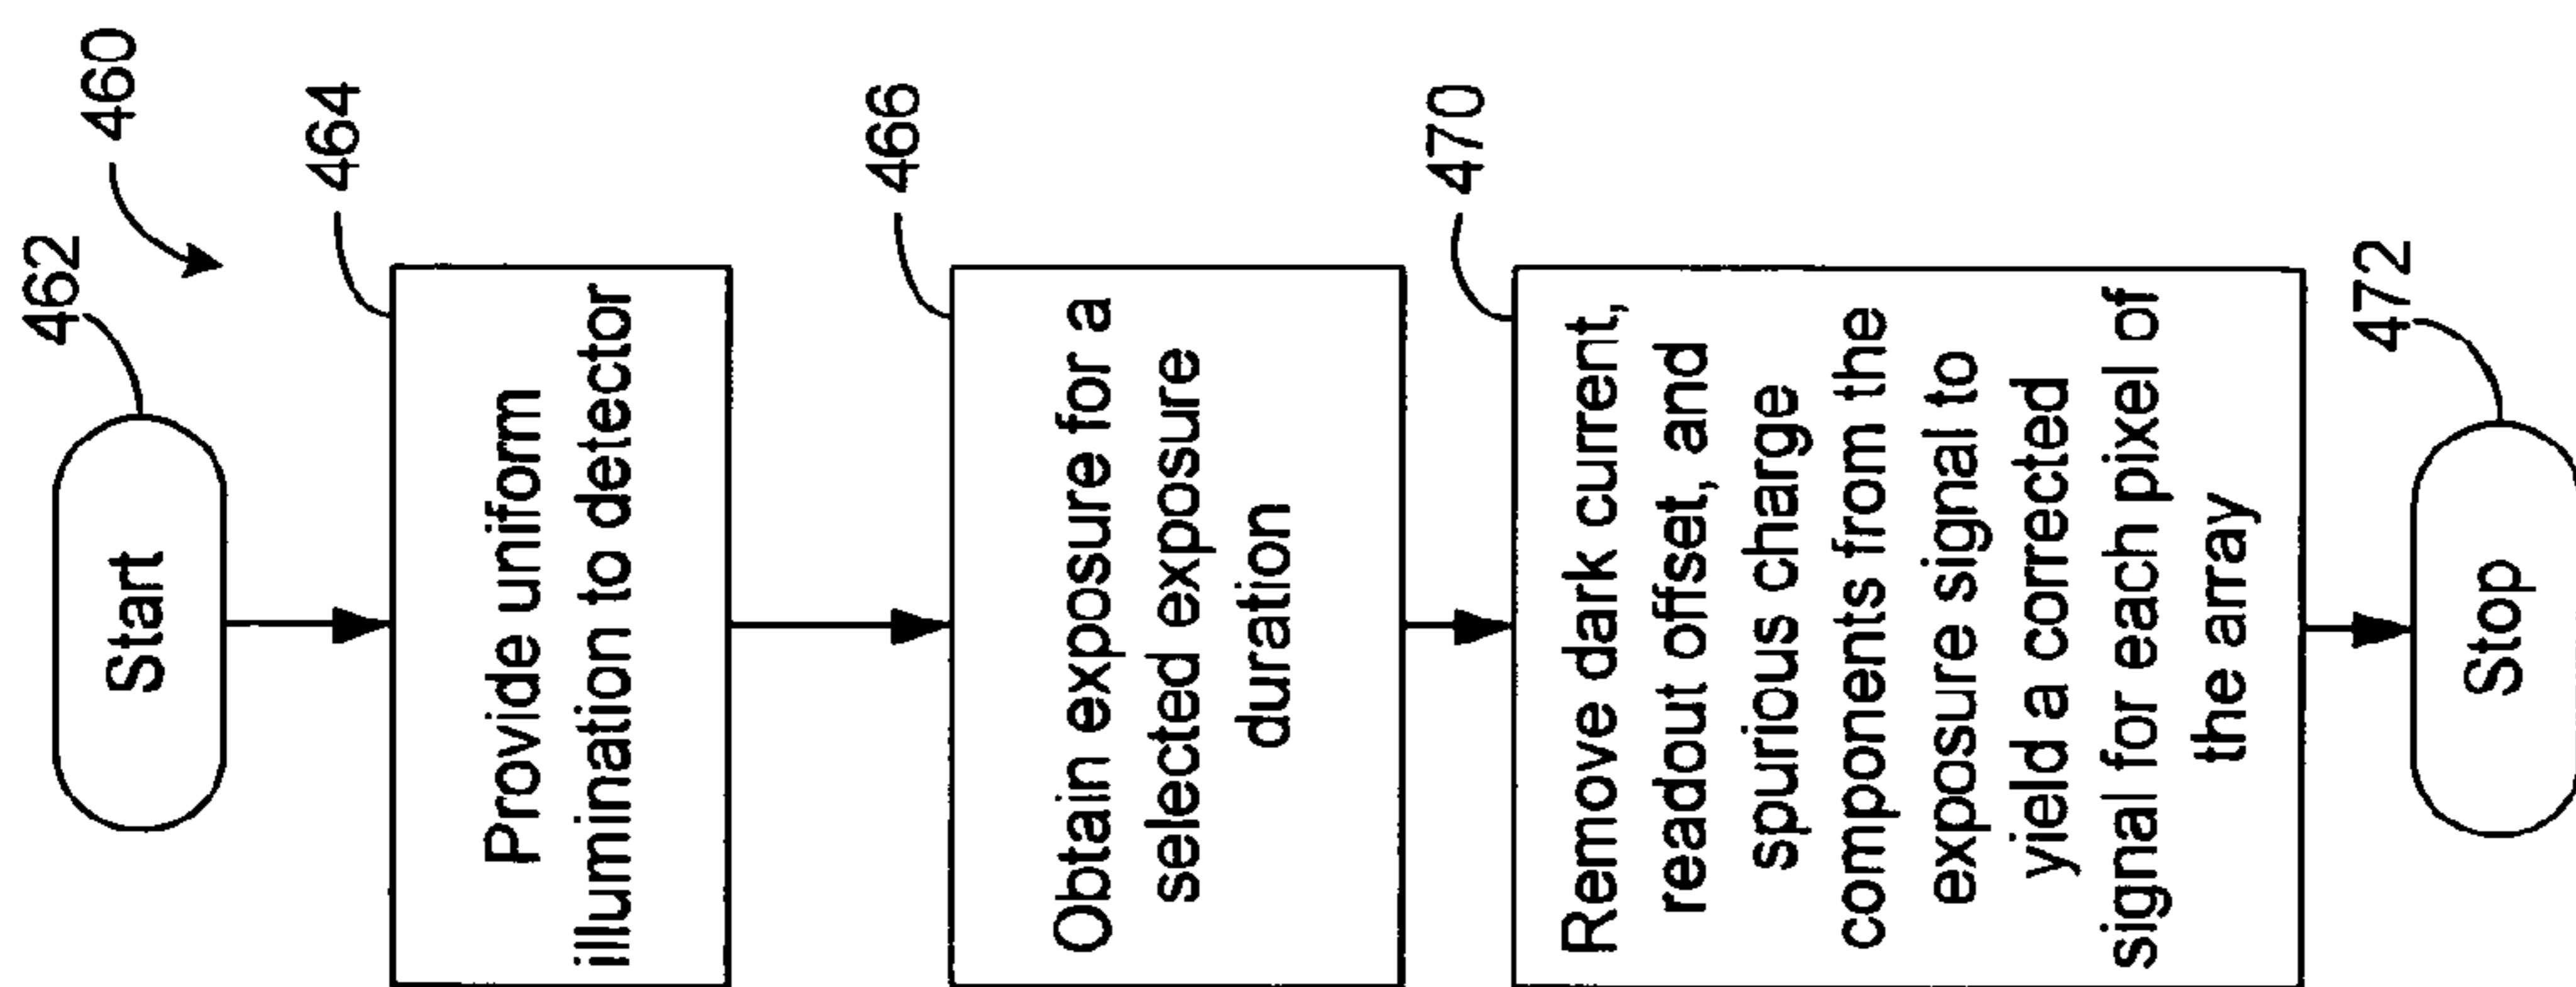 460
462
Start
464
Provide uniform
illumination to detector
466
Obtain exposure for a
selected exposure
duration
470
Remove dark current,
readout offset, and
spurious charge
components from the
exposure signal to
yield a corrected
signal for each pixel of
the array
472
Stop